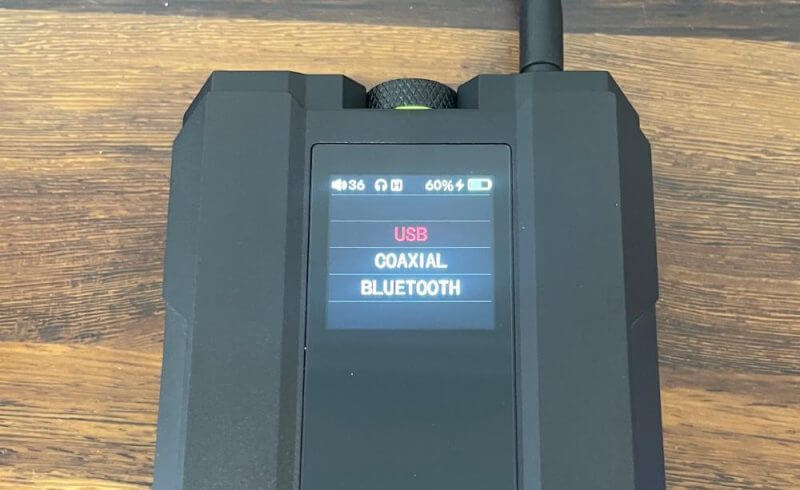 36 H 60%
USB
COAXIAL
BLUETOOTH